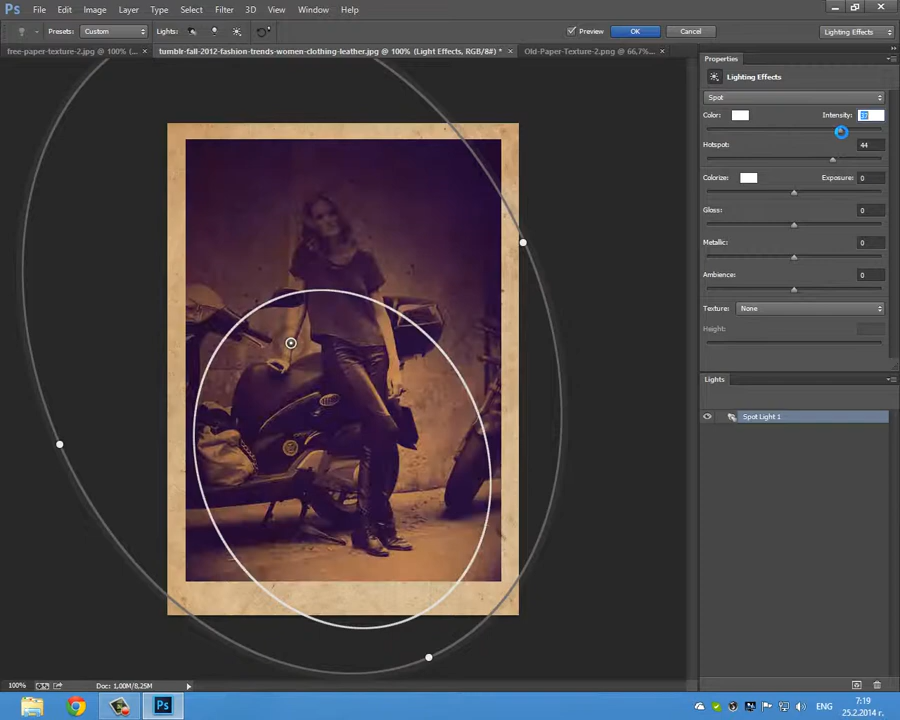 Ps File Edit Image Layer Type Select Filter 3D View Window Help
Presets: Custom Lights: Preview OK Cancel Lighting Effects
free-paper-texture-2.jpg @ 100% (... × tumblr-fall-2012-fashion-trends-women-clothing-leather.jpg @ 100% (Light Effects, RGB/8#) * × Old-Paper-Texture-2.png @ 66,7%... ×
Properties
Lighting Effects
Spot
Color: Intensity: 37
Hotspot: 44
Colorize: Exposure: 0
Gloss: 0
Metallic: 0
Ambience: 0
Texture: None
Height:
Lights
Spot Light 1
100% Doc: 1,00M/8,25M
Ps ENG 7:19
25.2.2014 г.